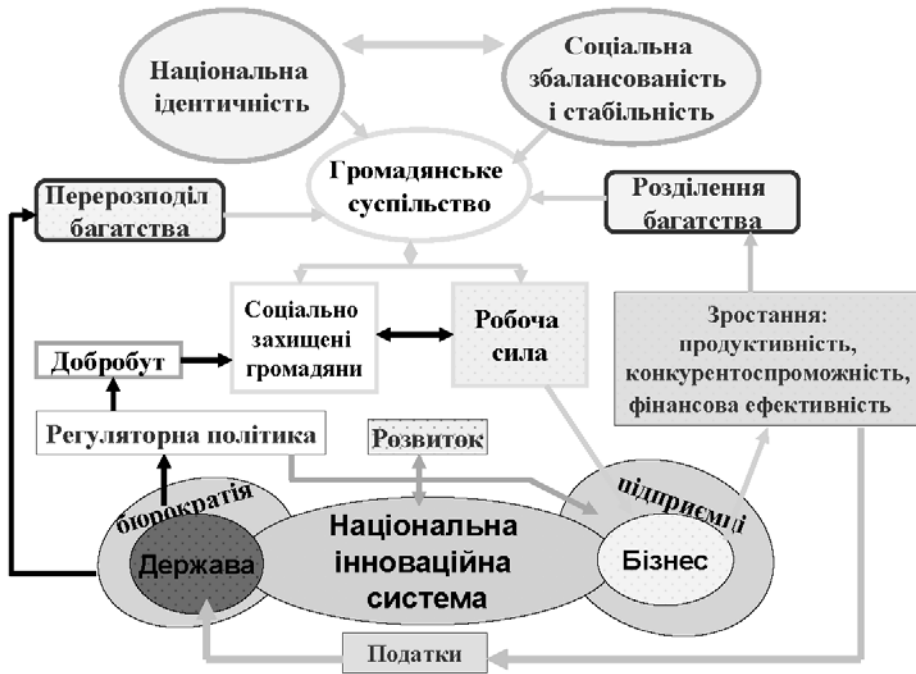 Національна
ідентичність
Соціальна
збалансованість
і стабільність
Громадянське
суспільство
Перерозподіл
багатства
Розділення
багатства
Соціально
захищені
громадяни
Робоча
сила
Зростання:
продуктивність,
конкурентоспроможність,
фінансова ефективність
Добробут
Регуляторна політика
Розвиток
бюрократія
підприємці
Держава
Національна
інноваційна
система
Бізнес
Податки